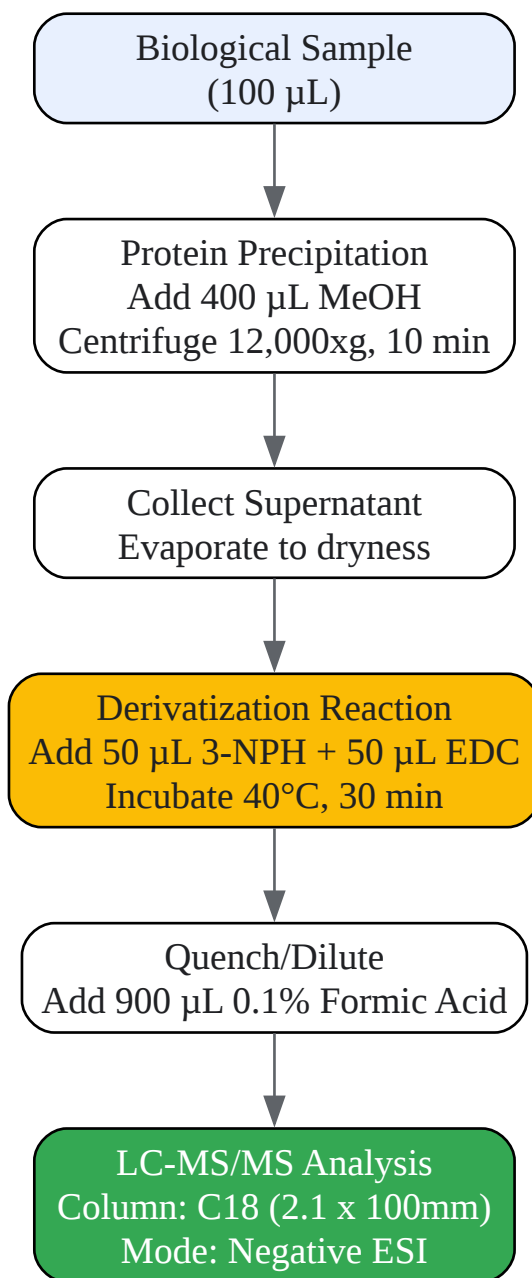 Biological Sample
(100 µL)
Protein Precipitation
Add 400 µL MeOH
Centrifuge 12,000xg, 10 min
Collect Supernatant
Evaporate to dryness
Derivatization Reaction
Add 50 µL 3-NPH + 50 µL EDC
Incubate 40°C, 30 min
Quench/Dilute
Add 900 µL 0.1% Formic Acid
LC-MS/MS Analysis
Column: C18 (2.1 x 100mm)
Mode: Negative ESI